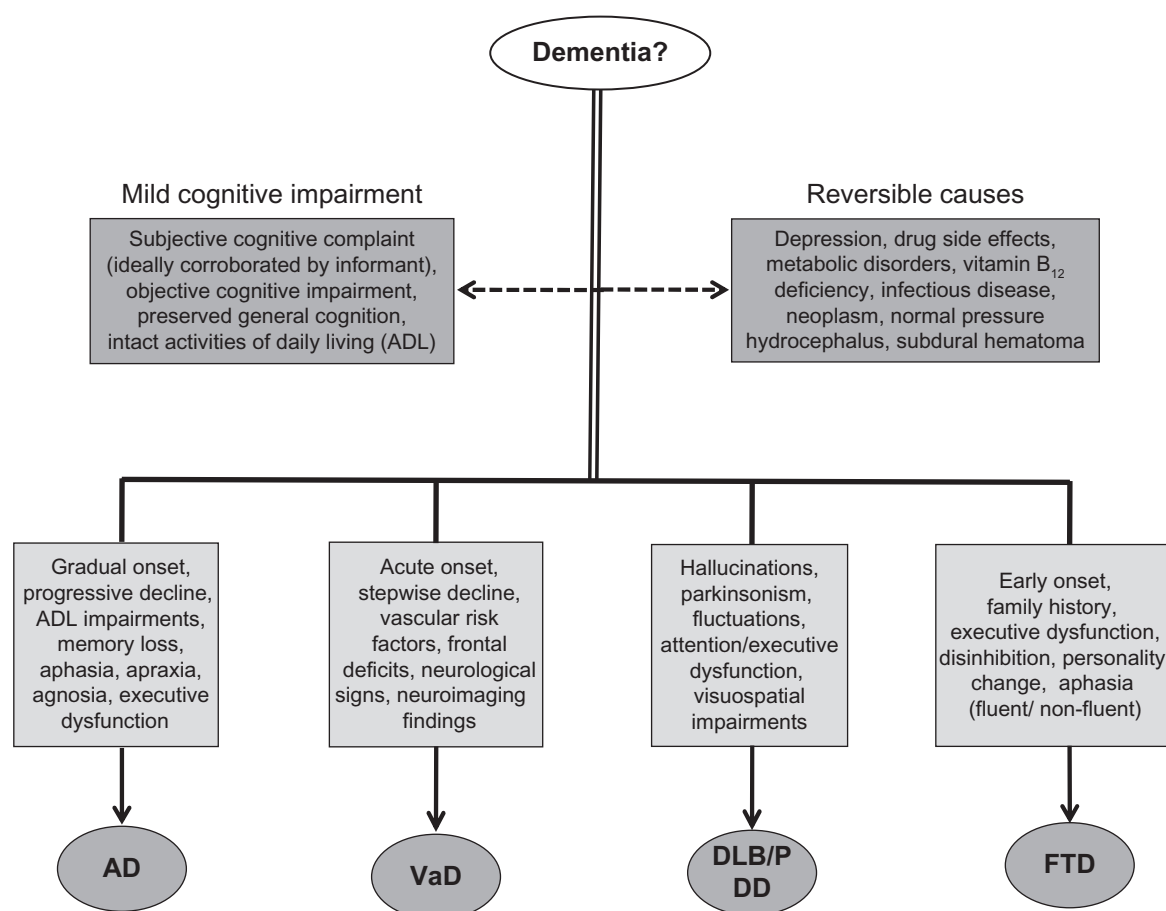 Dementia?
Mild cognitive impairment
Subjective cognitive complaint
(ideally corroborated by informant),
objective cognitive impairment,
preserved general cognition,
intact activities of daily living (ADL)
Reversible causes
Depression, drug side effects,
metabolic disorders, vitamin B₁₂
deficiency, infectious disease,
neoplasm, normal pressure
hydrocephalus, subdural hematoma
Gradual onset,
progressive decline,
ADL impairments,
memory loss,
aphasia, apraxia,
agnosia, executive
dysfunction
Acute onset,
stepwise decline,
vascular risk
factors, frontal
deficits, neurological
signs, neuroimaging
findings
Hallucinations,
parkinsonism,
fluctuations,
attention/executive
dysfunction,
visuospatial
impairments
Early onset,
family history,
executive dysfunction,
disinhibition, personality
change, aphasia
(fluent/ non-fluent)
AD
VaD
DLB/P
DD
FTD